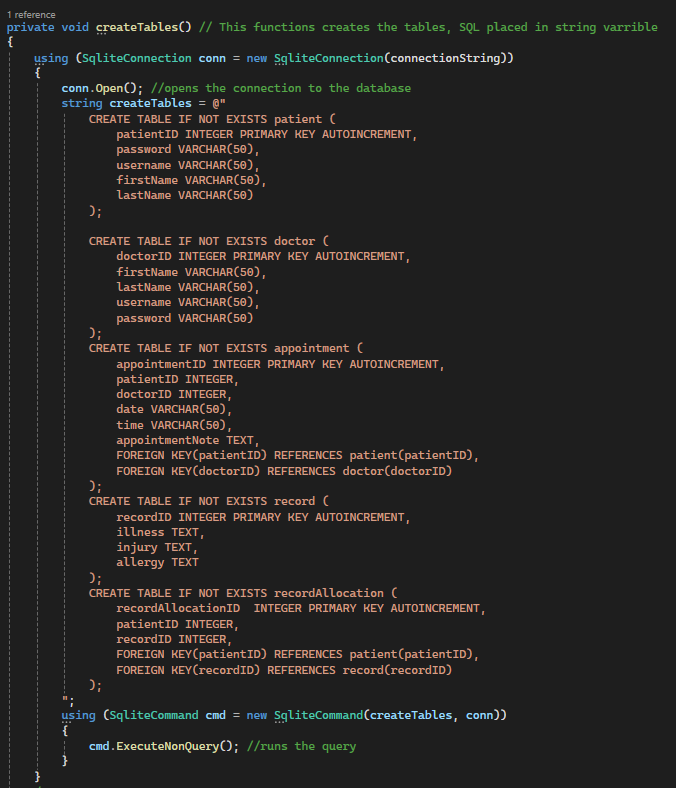 1 reference
private void createTables() // This functions creates the tables, SQL placed in string varrible
{
using (SqliteConnection conn = new SqliteConnection(connectionString))
{
conn.Open(); //opens the connection to the database
string createTables = @"
CREATE TABLE IF NOT EXISTS patient (
patientID INTEGER PRIMARY KEY AUTOINCREMENT,
password VARCHAR(50),
username VARCHAR(50),
firstName VARCHAR(50),
lastName VARCHAR(50)
);
CREATE TABLE IF NOT EXISTS doctor (
doctorID INTEGER PRIMARY KEY AUTOINCREMENT,
firstName VARCHAR(50),
lastName VARCHAR(50),
username VARCHAR(50),
password VARCHAR(50)
);
CREATE TABLE IF NOT EXISTS appointment (
appointmentID INTEGER PRIMARY KEY AUTOINCREMENT,
patientID INTEGER,
doctorID INTEGER,
date VARCHAR(50),
time VARCHAR(50),
appointmentNote TEXT,
FOREIGN KEY(patientID) REFERENCES patient(patientID),
FOREIGN KEY(doctorID) REFERENCES doctor(doctorID)
);
CREATE TABLE IF NOT EXISTS record (
recordID INTEGER PRIMARY KEY AUTOINCREMENT,
illness TEXT,
injury TEXT,
allergy TEXT
);
CREATE TABLE IF NOT EXISTS recordAllocation (
recordAllocationID  INTEGER PRIMARY KEY AUTOINCREMENT,
patientID INTEGER,
recordID INTEGER,
FOREIGN KEY(patientID) REFERENCES patient(patientID),
FOREIGN KEY(recordID) REFERENCES record(recordID)
);
";
using (SqliteCommand cmd = new SqliteCommand(createTables, conn))
{
cmd.ExecuteNonQuery(); //runs the query
}
}